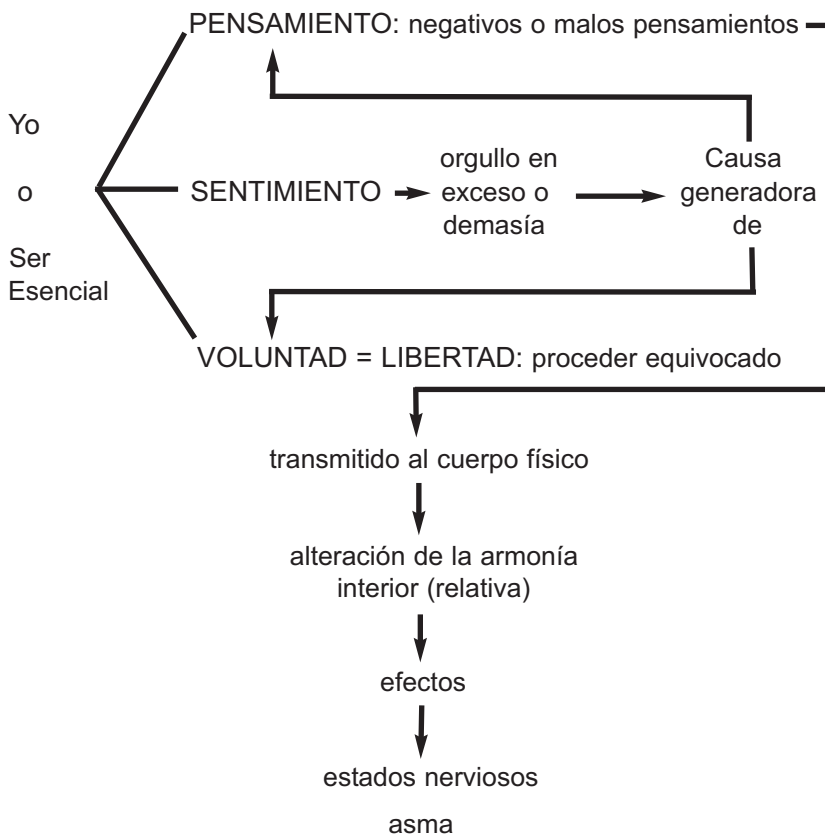 PENSAMIENTO: negativos o malos pensamientos
Yo
o
Ser
Esencial
SENTIMIENTO
orgullo en
exceso o
demasía
Causa
generadora
de
VOLUNTAD = LIBERTAD: proceder equivocado
transmitido al cuerpo físico
alteración de la armonía
interior (relativa)
efectos
estados nerviosos
asma